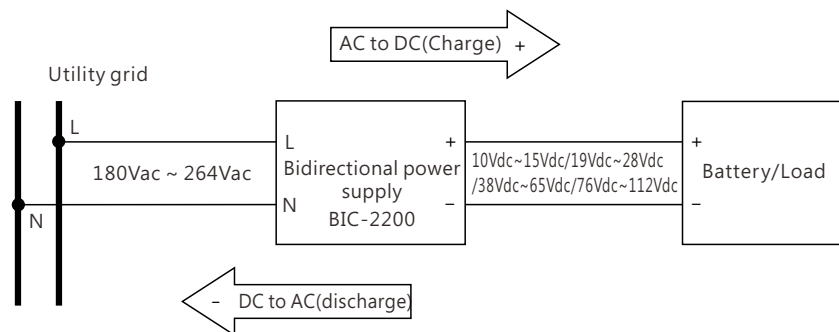 AC to DC(Charge) +
Utility grid
L
L
+
+
180Vac ~ 264Vac
Bidirectional power
supply
BIC-2200
10Vdc~15Vdc/19Vdc~28Vdc
/38Vdc~65Vdc/76Vdc~112Vdc
Battery/Load
N
N
−
−
− DC to AC(discharge)